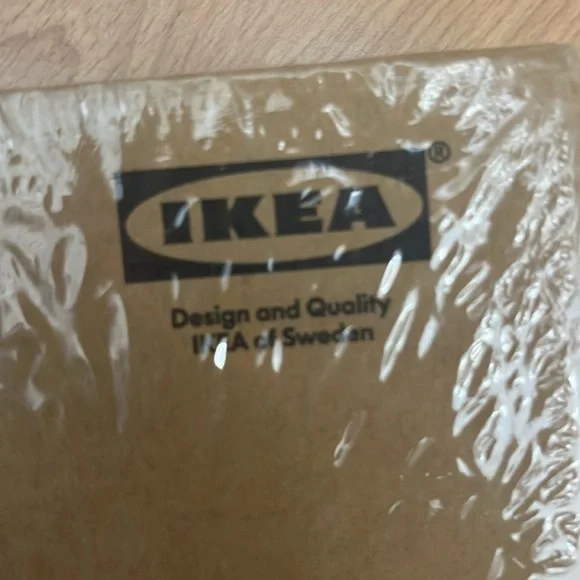 IKEA®
Design and Quality
IKEA of Sweden